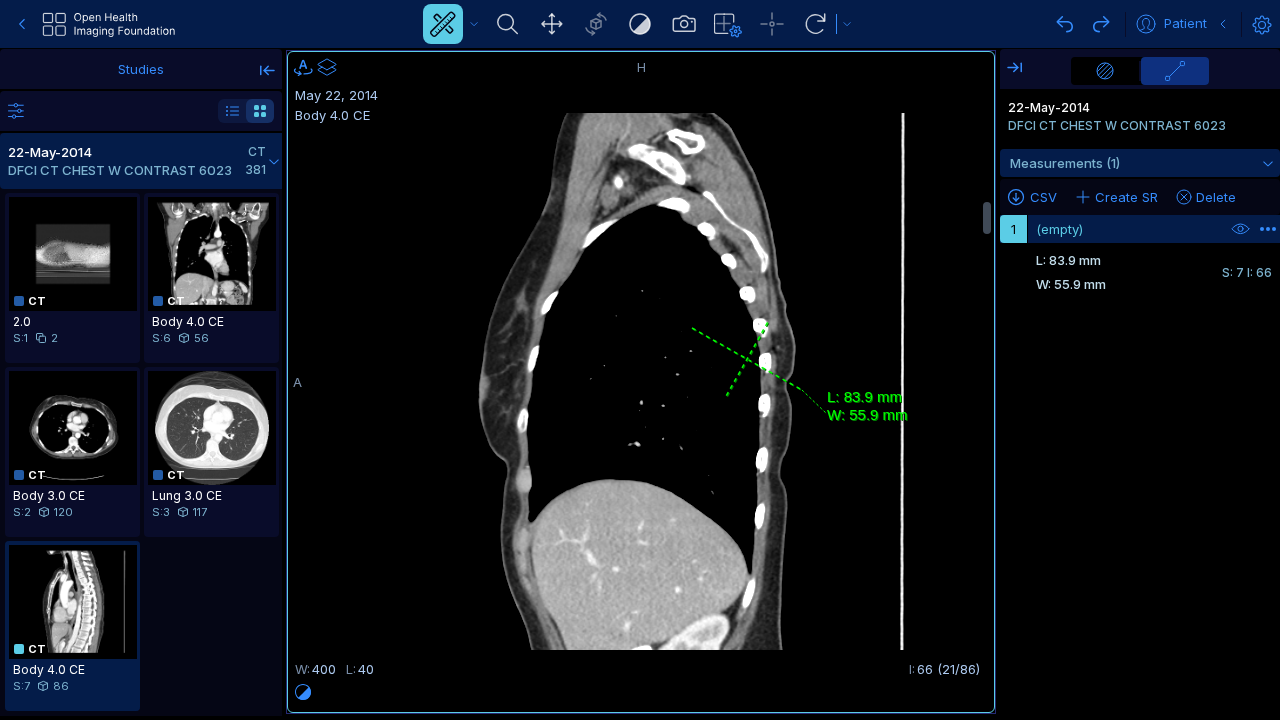 Open Health
Imaging Foundation
Patient
Studies
22-May-2014
CT
DFCI CT CHEST W CONTRAST 6023
381
CT
2.0
S:1 2
CT
Body 4.0 CE
S:6 56
CT
Body 3.0 CE
S:2 120
CT
Lung 3.0 CE
S:3 117
CT
Body 4.0 CE
S:7 86
A
H
May 22, 2014
Body 4.0 CE
A
L: 83.9 mm
W: 55.9 mm
W: 400 L: 40
I: 66 (21/86)
22-May-2014
DFCI CT CHEST W CONTRAST 6023
Measurements (1)
CSV Create SR Delete
1 (empty)
L: 83.9 mm
W: 55.9 mm
S: 7 I: 66